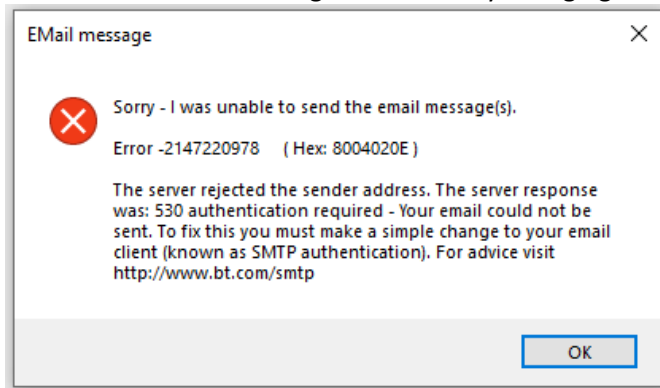 EMail message
Sorry - I was unable to send the email message(s).
Error -2147220978 ( Hex: 8004020E )
The server rejected the sender address. The server response
was: 530 authentication required - Your email could not be
sent. To fix this you must make a simple change to your email
client (known as SMTP authentication). For advice visit
http://www.bt.com/smtp
OK